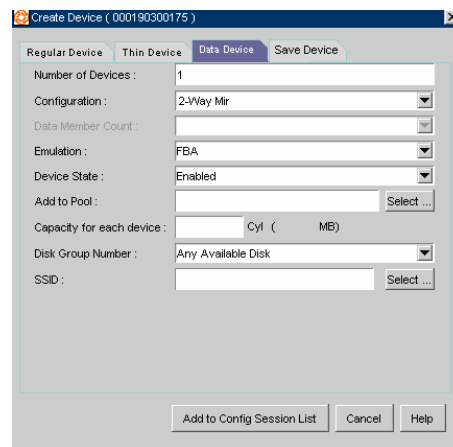 Create Device ( 000190300175 )
Regular Device Thin Device Data Device Save Device
Number of Devices : 1
Configuration : 2-Way Mir
Data Member Count :
Emulation : FBA
Device State : Enabled
Add to Pool : Select ...
Capacity for each device : Cyl ( MB)
Disk Group Number : Any Available Disk
SSID : Select ...
Add to Config Session List Cancel Help